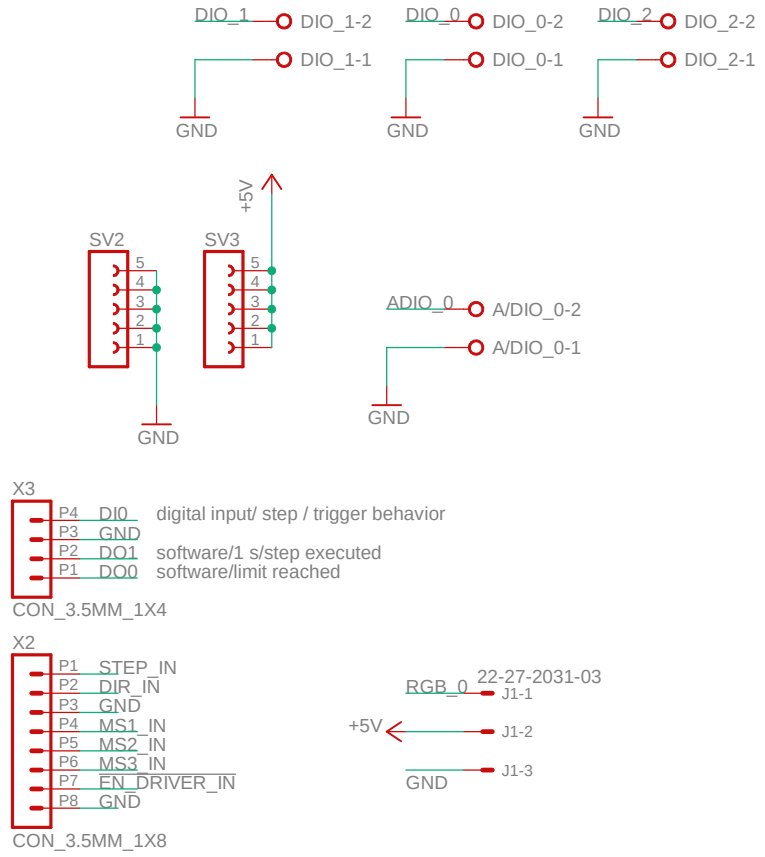 DIO_1
DIO_1-2
DIO_0
DIO_0-2
DIO_2
DIO_2-2
DIO_1-1
DIO_0-1
DIO_2-1
GND
GND
GND
+5V
SV2
SV3
5
4
3
2
1
5
4
3
2
1
ADIO_0
A/DIO_0-2
A/DIO_0-1
GND
GND
X3
P4 DI0 digital input/ step / trigger behavior
P3 GND
P2 DO1 software/1 s/step executed
P1 DO0 software/limit reached
CON_3.5MM_1X4
X2
P1 STEP_IN
P2 DIR_IN
P3 GND
P4 MS1_IN
P5 MS2_IN
P6 MS3_IN
P7 EN_DRIVER_IN
P8 GND
CON_3.5MM_1X8
22-27-2031-03
RGB_0 J1-1
+5V J1-2
J1-3
GND